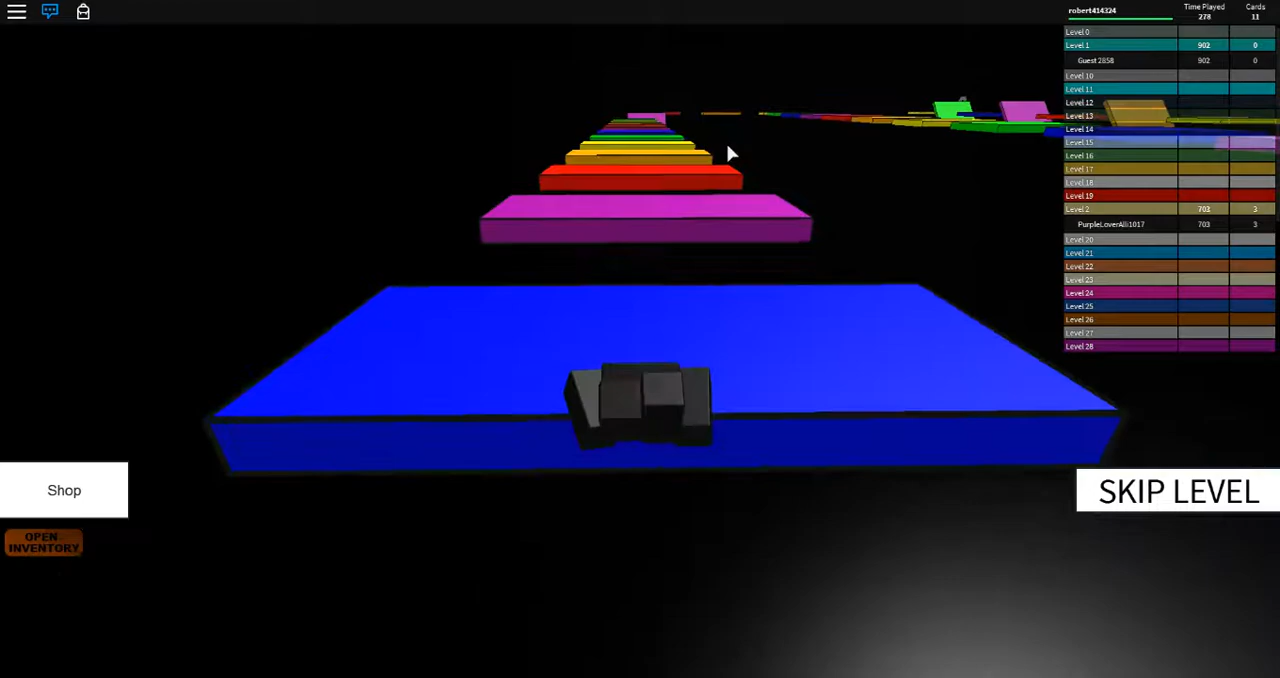 robert414324 Time Played Cards
278 11
Level 0
Level 1 902 0
Guest 2858 902 0
Level 10
Level 11
Level 12
Level 13
Level 14
Level 15
Level 16
Level 17
Level 18
Level 19
Level 2 703 3
PurpleLoverAlli1017 703 3
Level 20
Level 21
Level 22
Level 23
Level 24
Level 25
Level 26
Level 27
Level 28
Shop
SKIP LEVEL
OPEN
INVENTORY